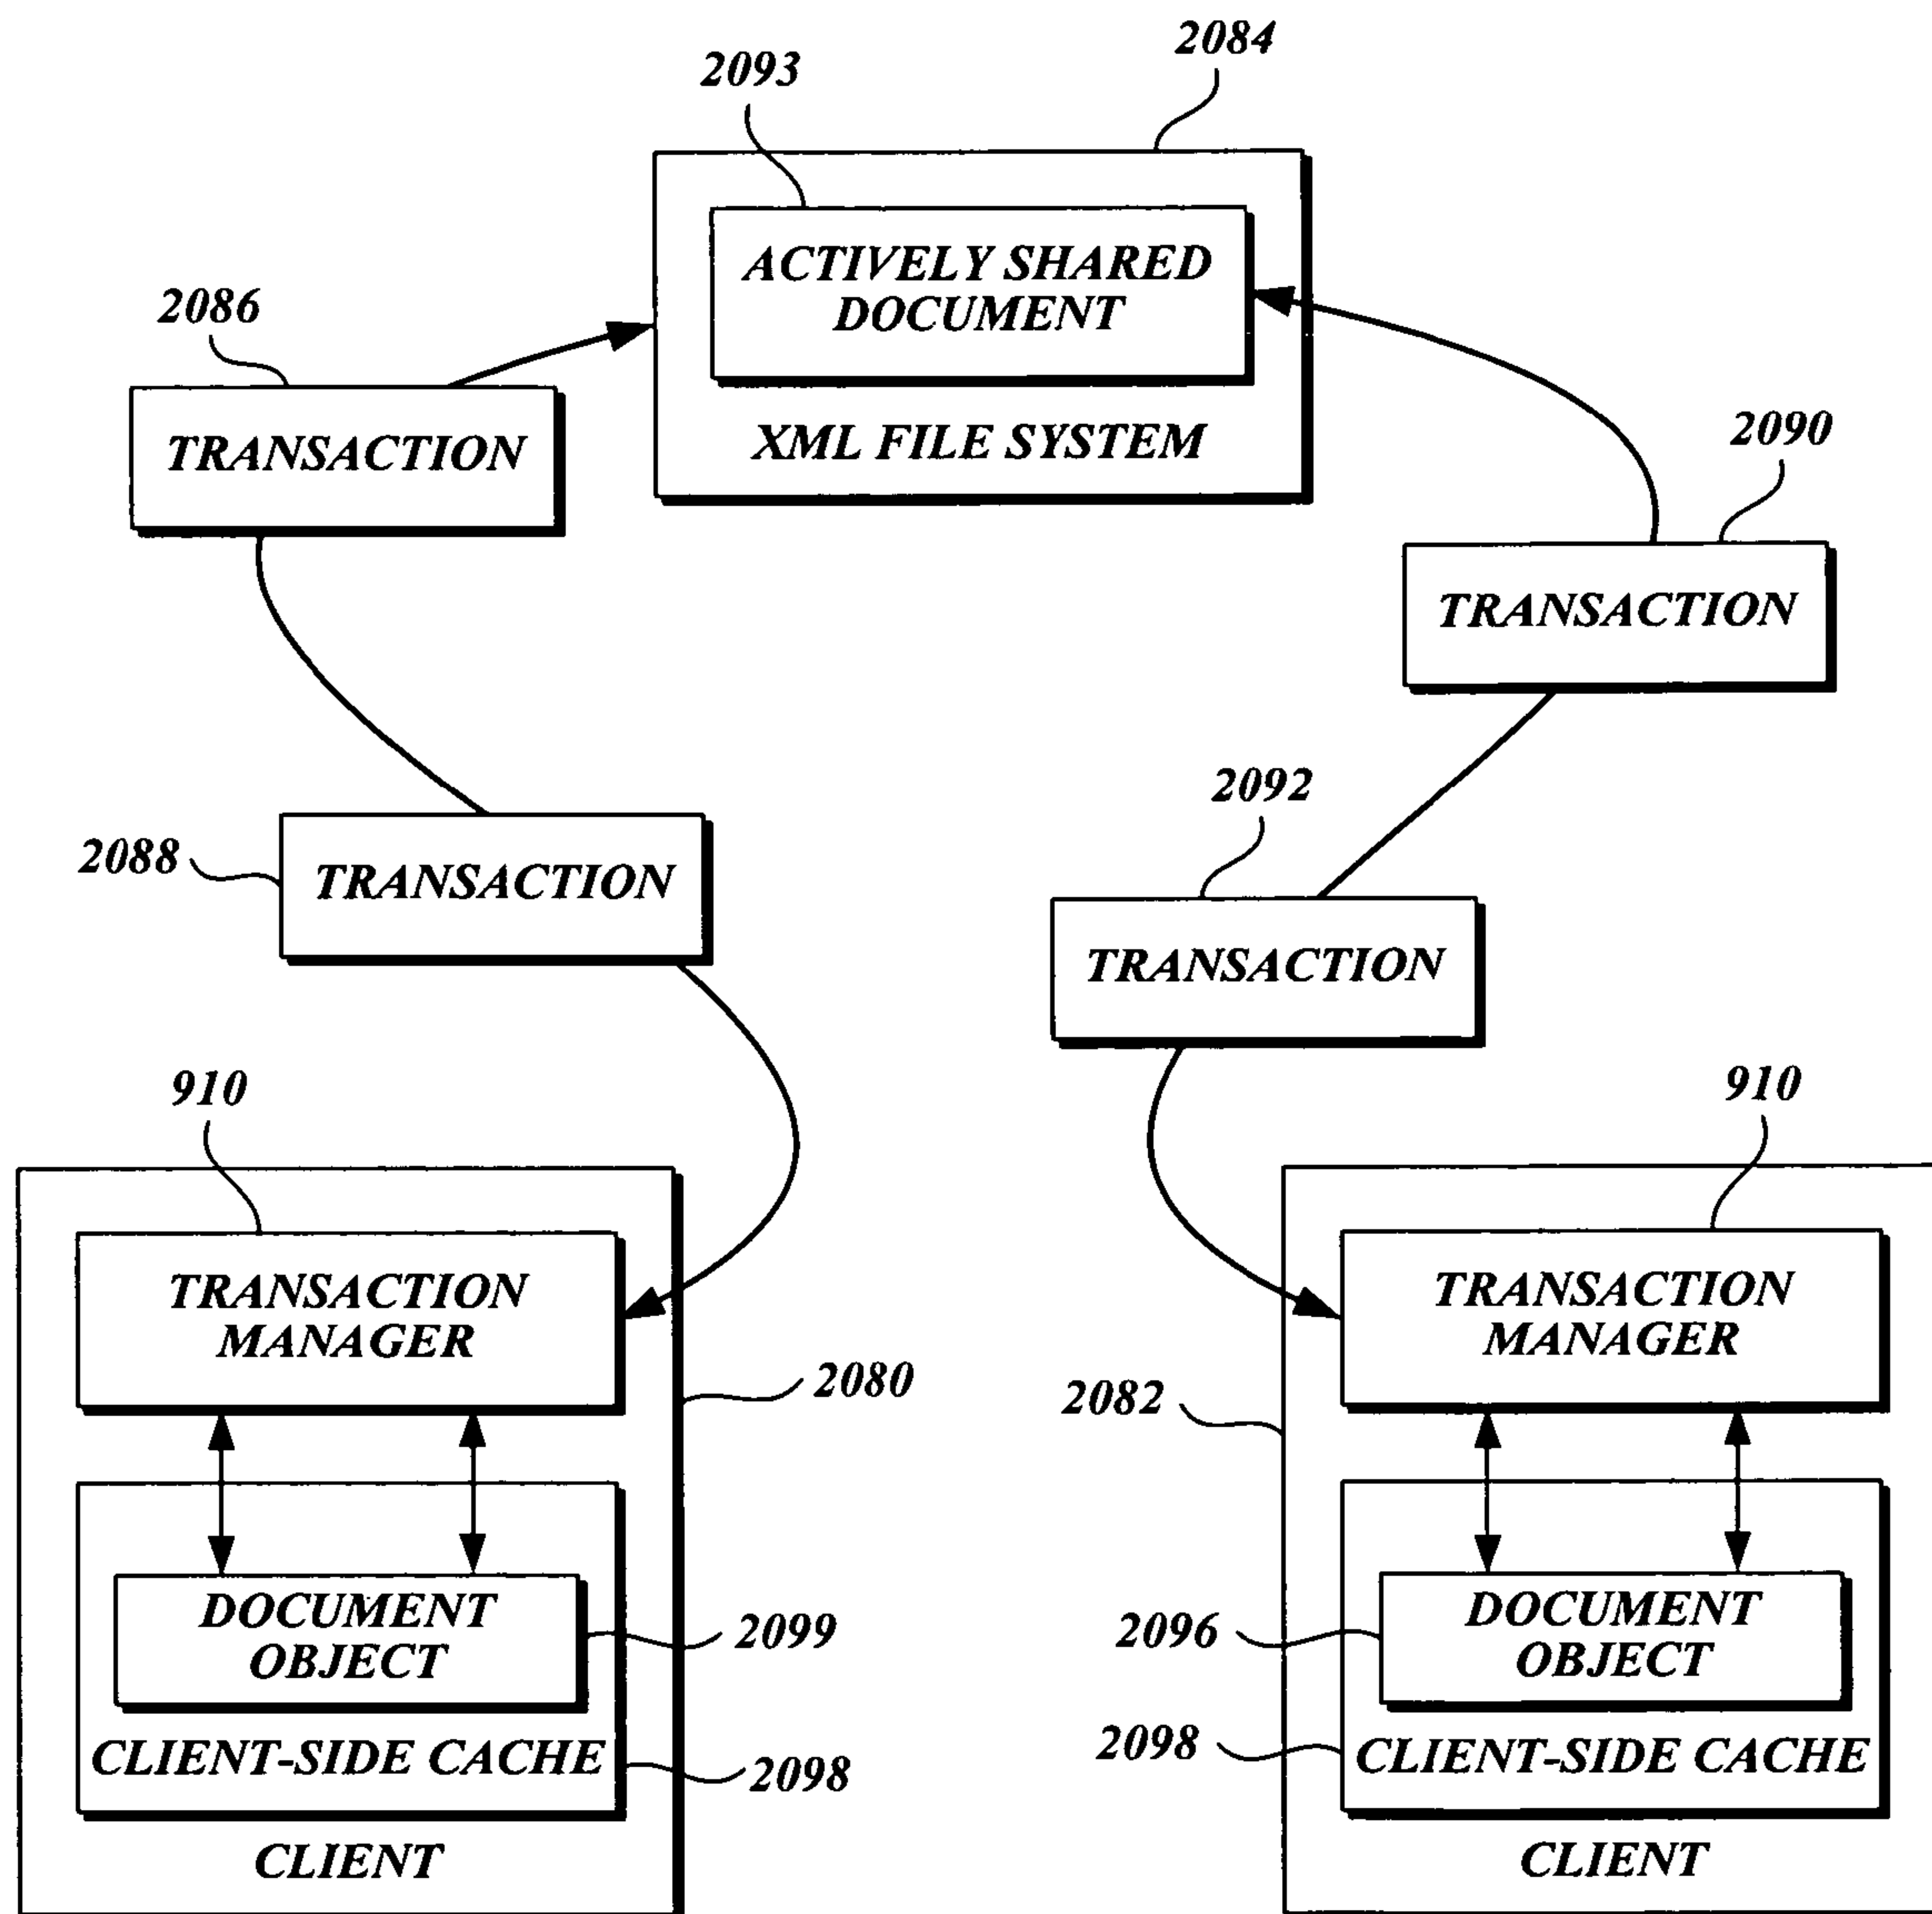 2084
2093
ACTIVELY SHARED
DOCUMENT
2086
XML FILE SYSTEM
TRANSACTION
2090
TRANSACTION
2092
2088
TRANSACTION
TRANSACTION
910
910
TRANSACTION
MANAGER
TRANSACTION
MANAGER
2080
2082
DOCUMENT
OBJECT
2099
2096
DOCUMENT
OBJECT
CLIENT-SIDE CACHE
2098
2098
CLIENT-SIDE CACHE
CLIENT
CLIENT